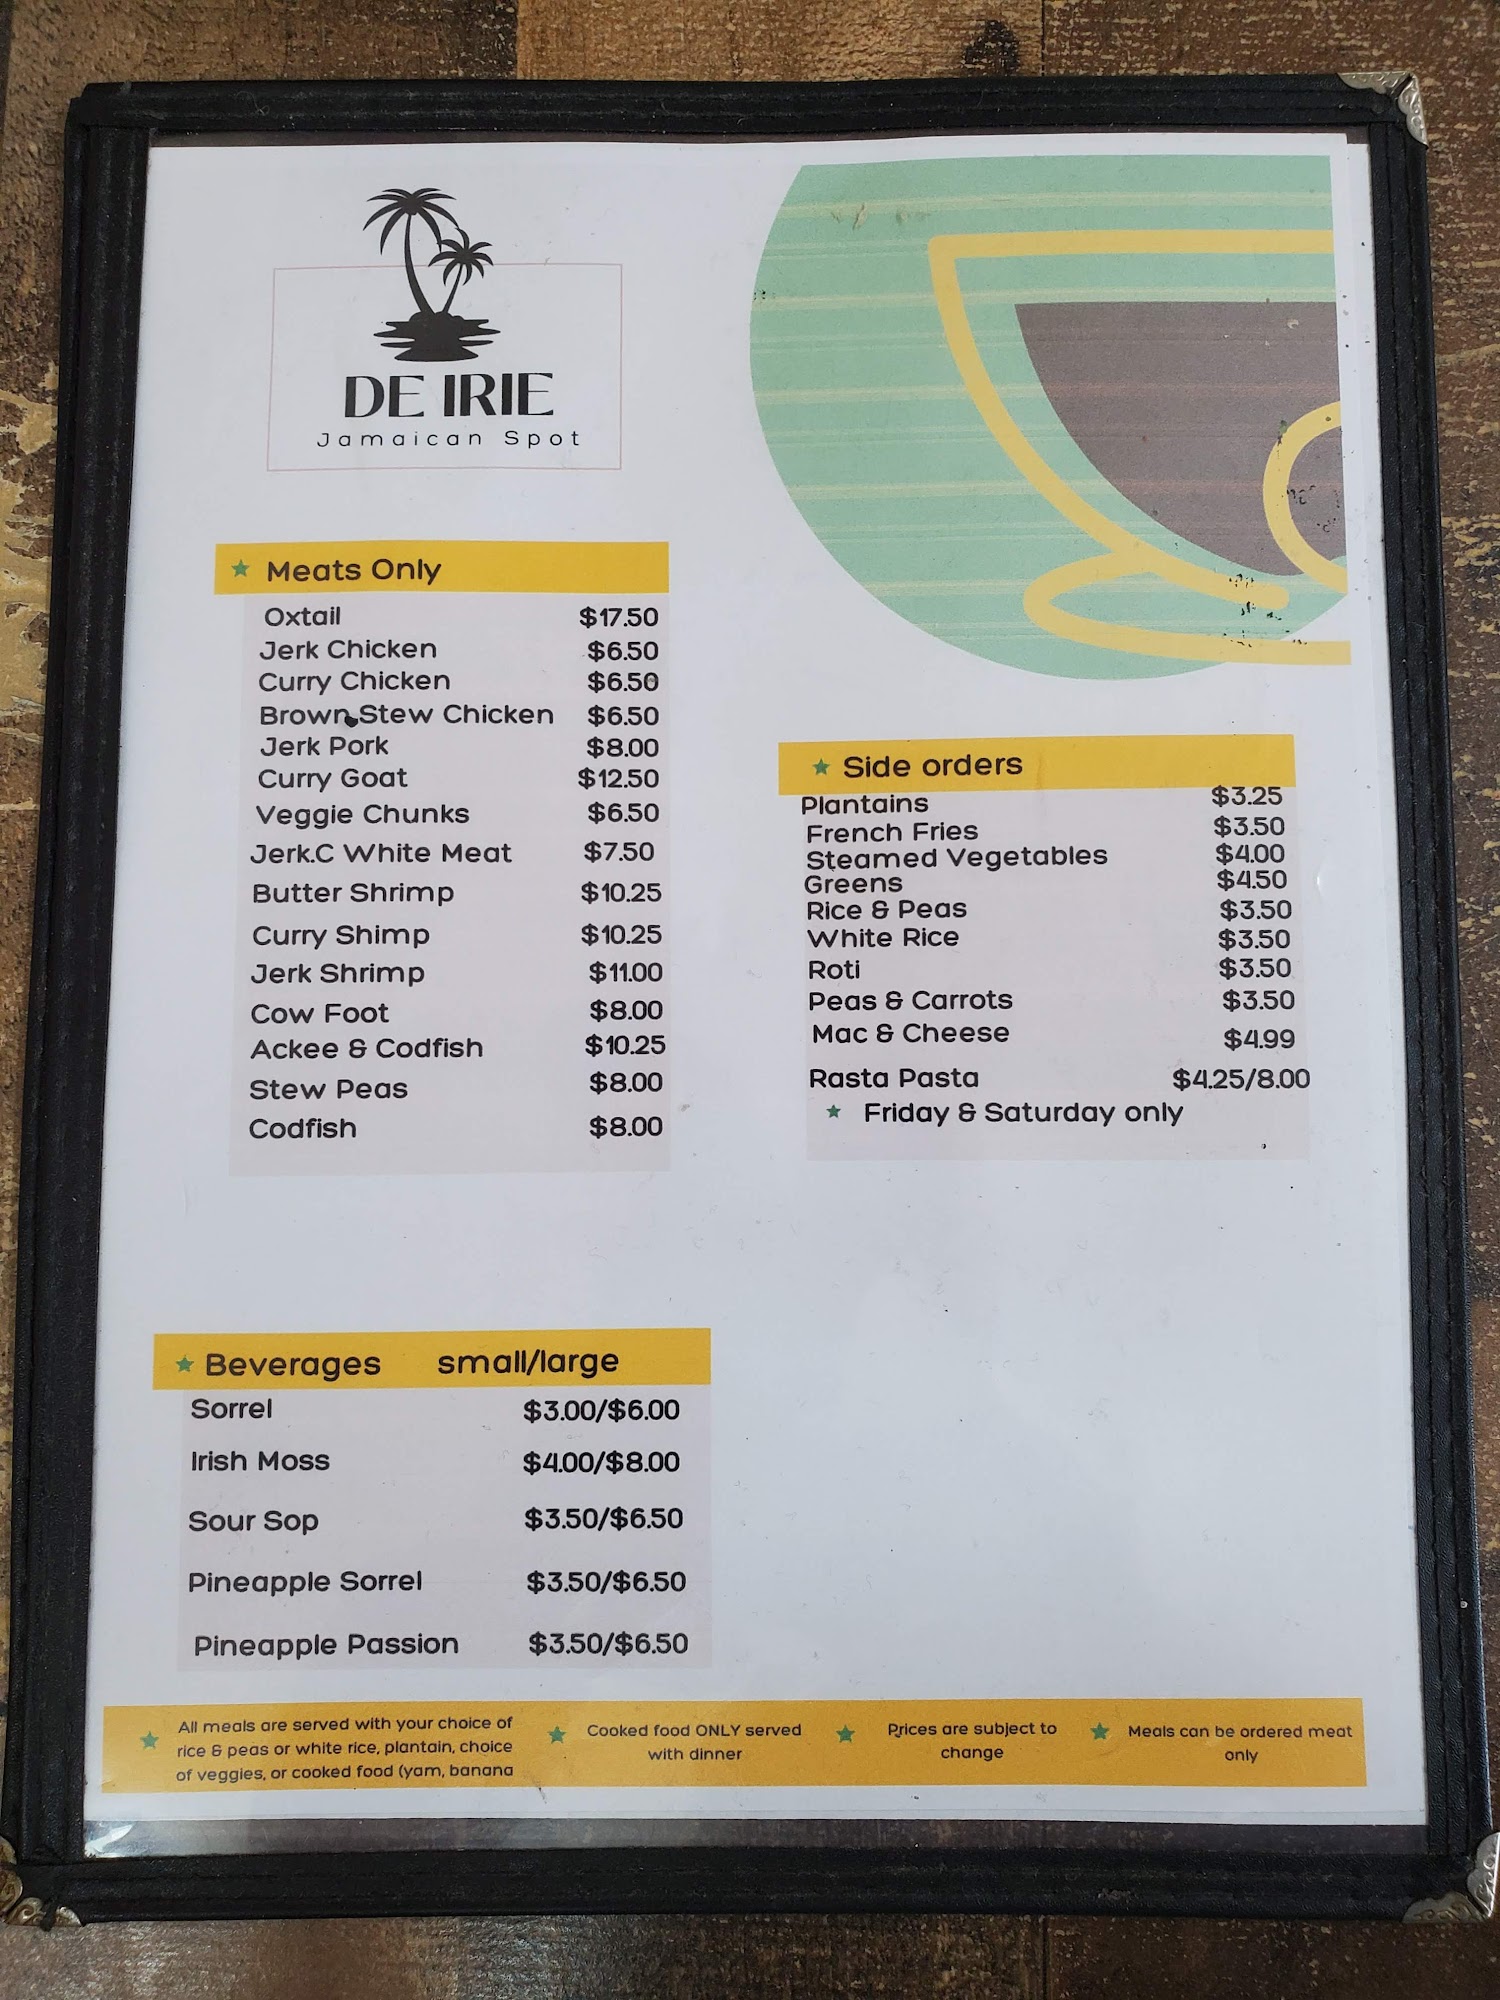 DE IRIE
Jamaican Spot
Meats Only
Oxtail $17.50
Jerk Chicken $6.50
Curry Chicken $6.50
Brown Stew Chicken $6.50
Jerk Pork $8.00
Curry Goat $12.50
Veggie Chunks $6.50
Jerk.C White Meat $7.50
Butter Shrimp $10.25
Curry Shimp $10.25
Jerk Shrimp $11.00
Cow Foot $8.00
Ackee & Codfish $10.25
Stew Peas $8.00
Codfish $8.00
Side orders
Plantains $3.25
French Fries $3.50
Steamed Vegetables $4.00
Greens $4.50
Rice & Peas $3.50
White Rice $3.50
Roti $3.50
Peas & Carrots $3.50
Mac & Cheese $4.99
Rasta Pasta $4.25/8.00
Friday & Saturday only
Beverages small/large
Sorrel $3.00/$6.00
Irish Moss $4.00/$8.00
Sour Sop $3.50/$6.50
Pineapple Sorrel $3.50/$6.50
Pineapple Passion $3.50/$6.50
All meals are served with your choice of
rice & peas or white rice, plantain, choice
of veggies, or cooked food (yam, banana
Cooked food ONLY served
with dinner
Prices are subject to
change
Meals can be ordered meat
only